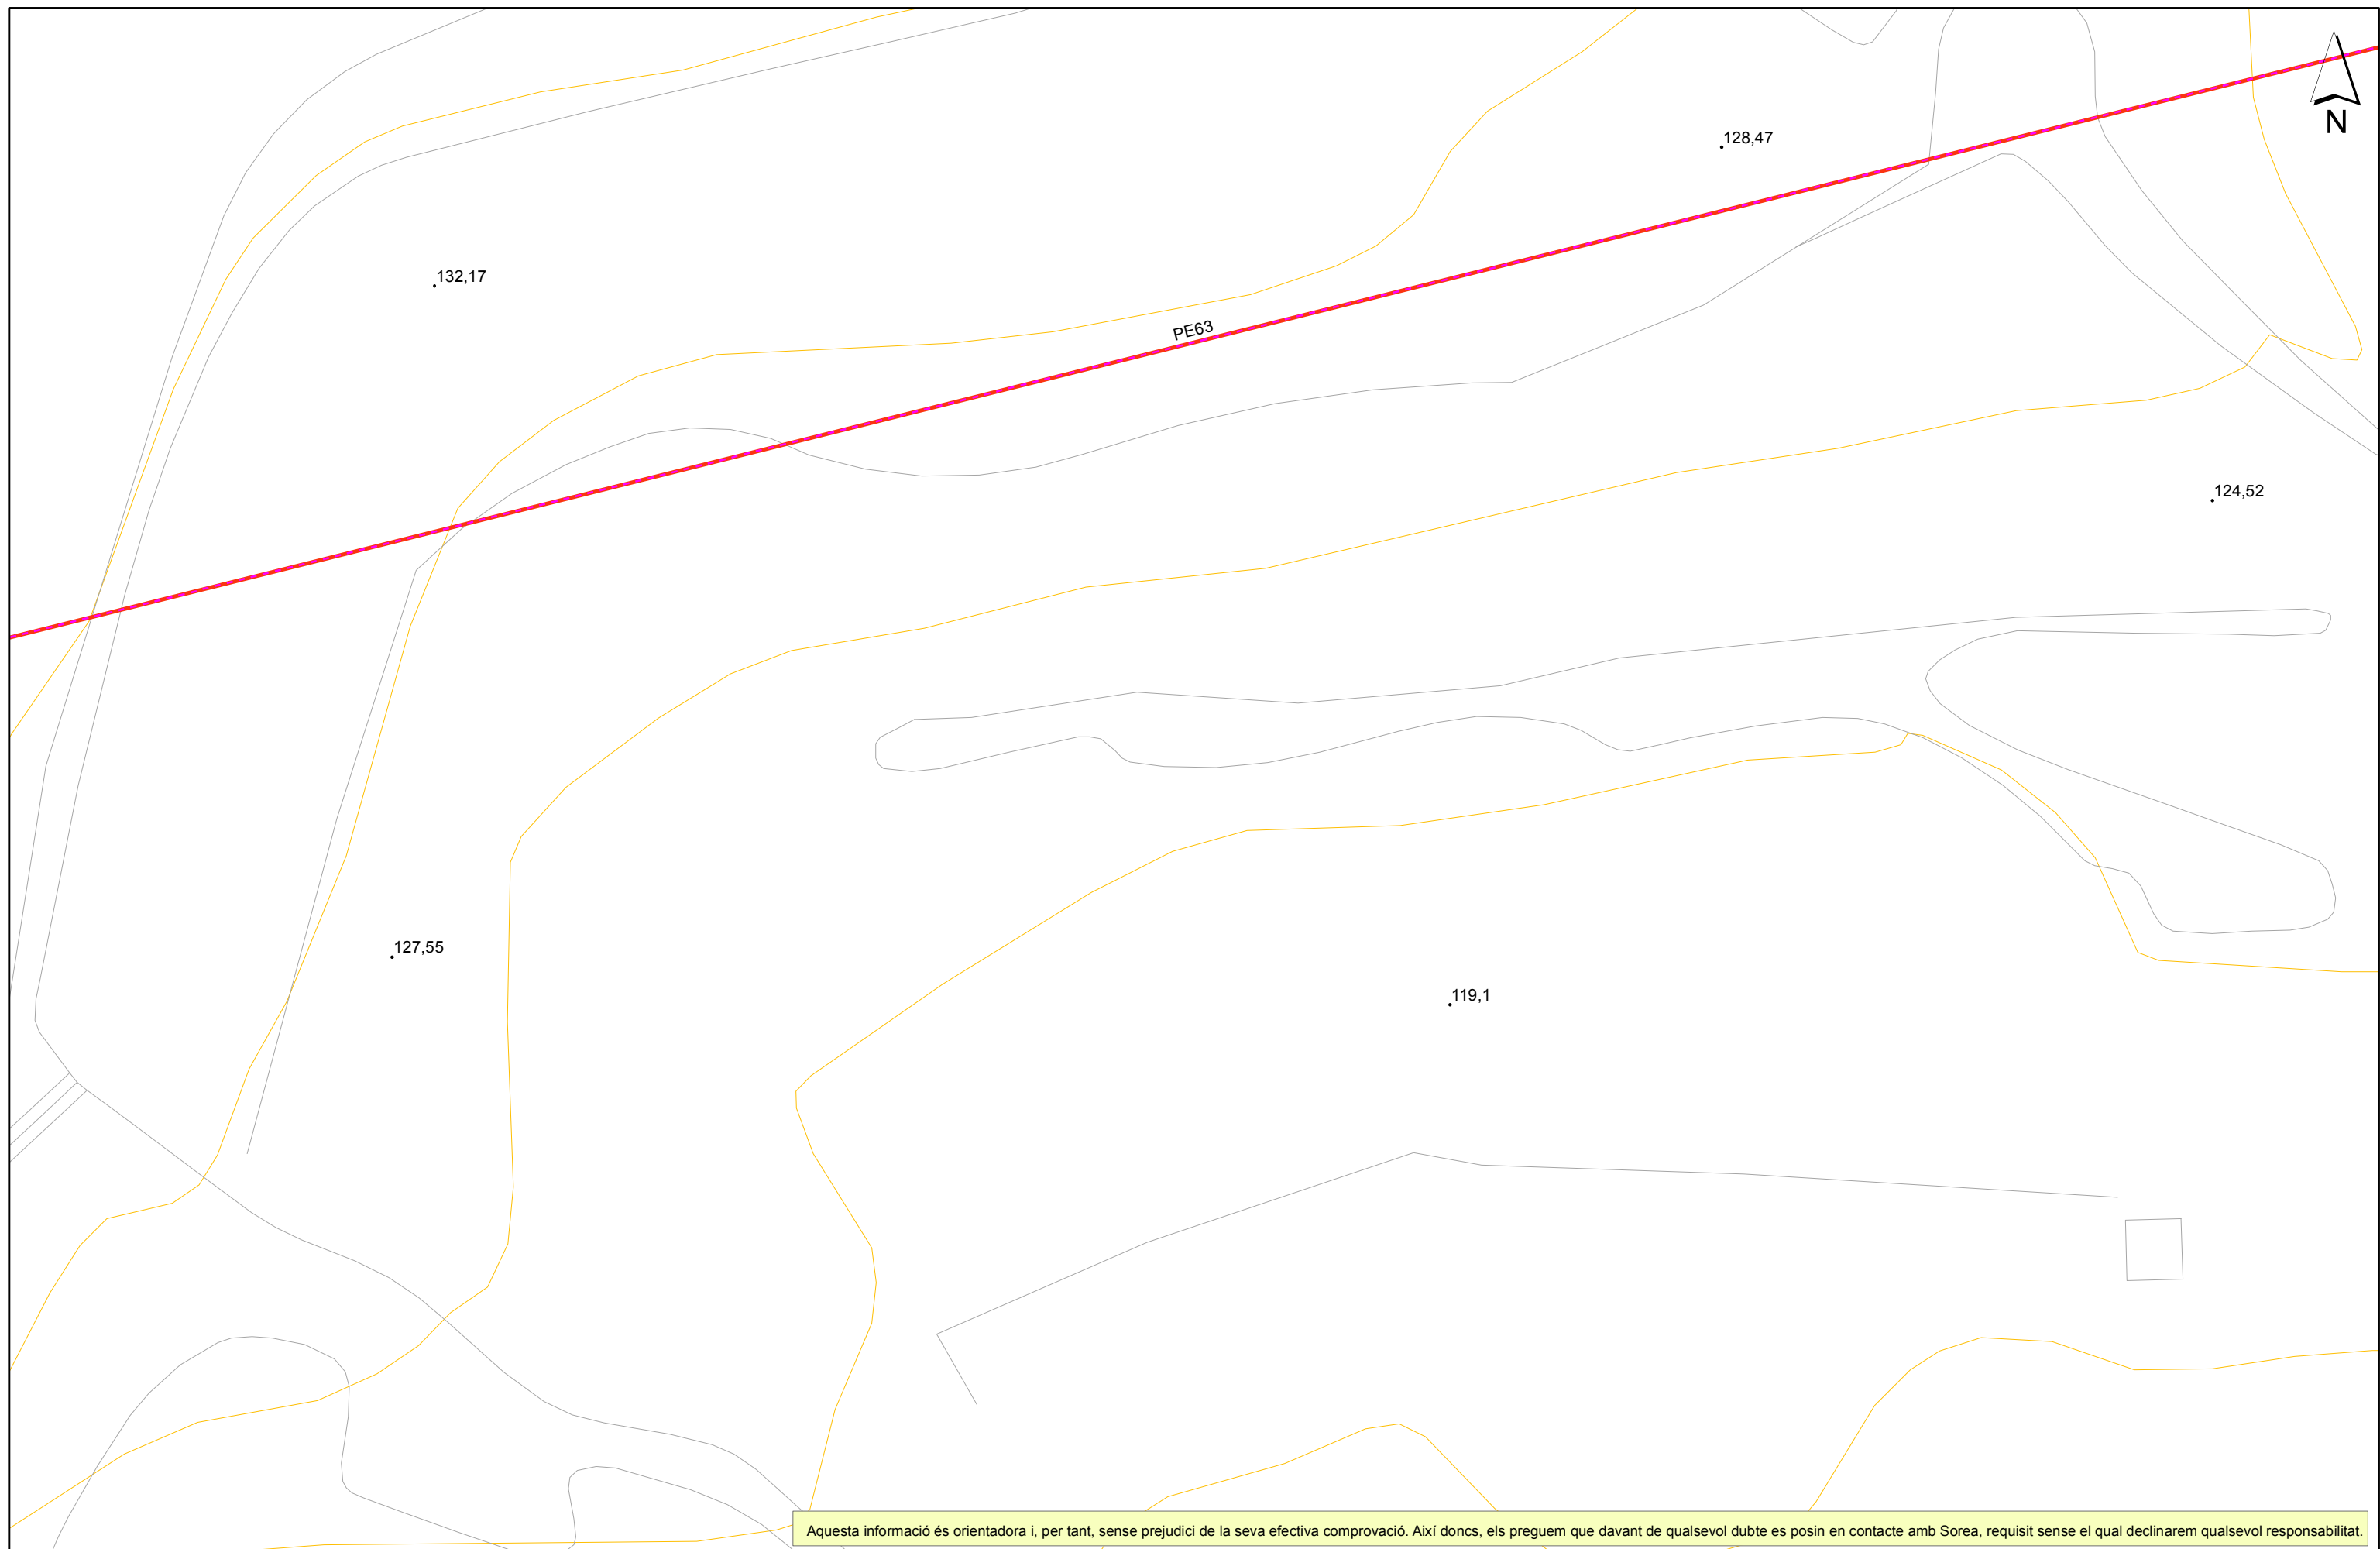 128,47
N
132,17
PE63
124,52
127,55
119,1
Aquesta informació és orientadora i, per tant, sense prejudici de la seva efectiva comprovació. Així doncs, els preguem que davant de qualsevol dubte es posin en contacte amb Sorea, requisit sense el qual declinarem qualsevol responsabilitat.